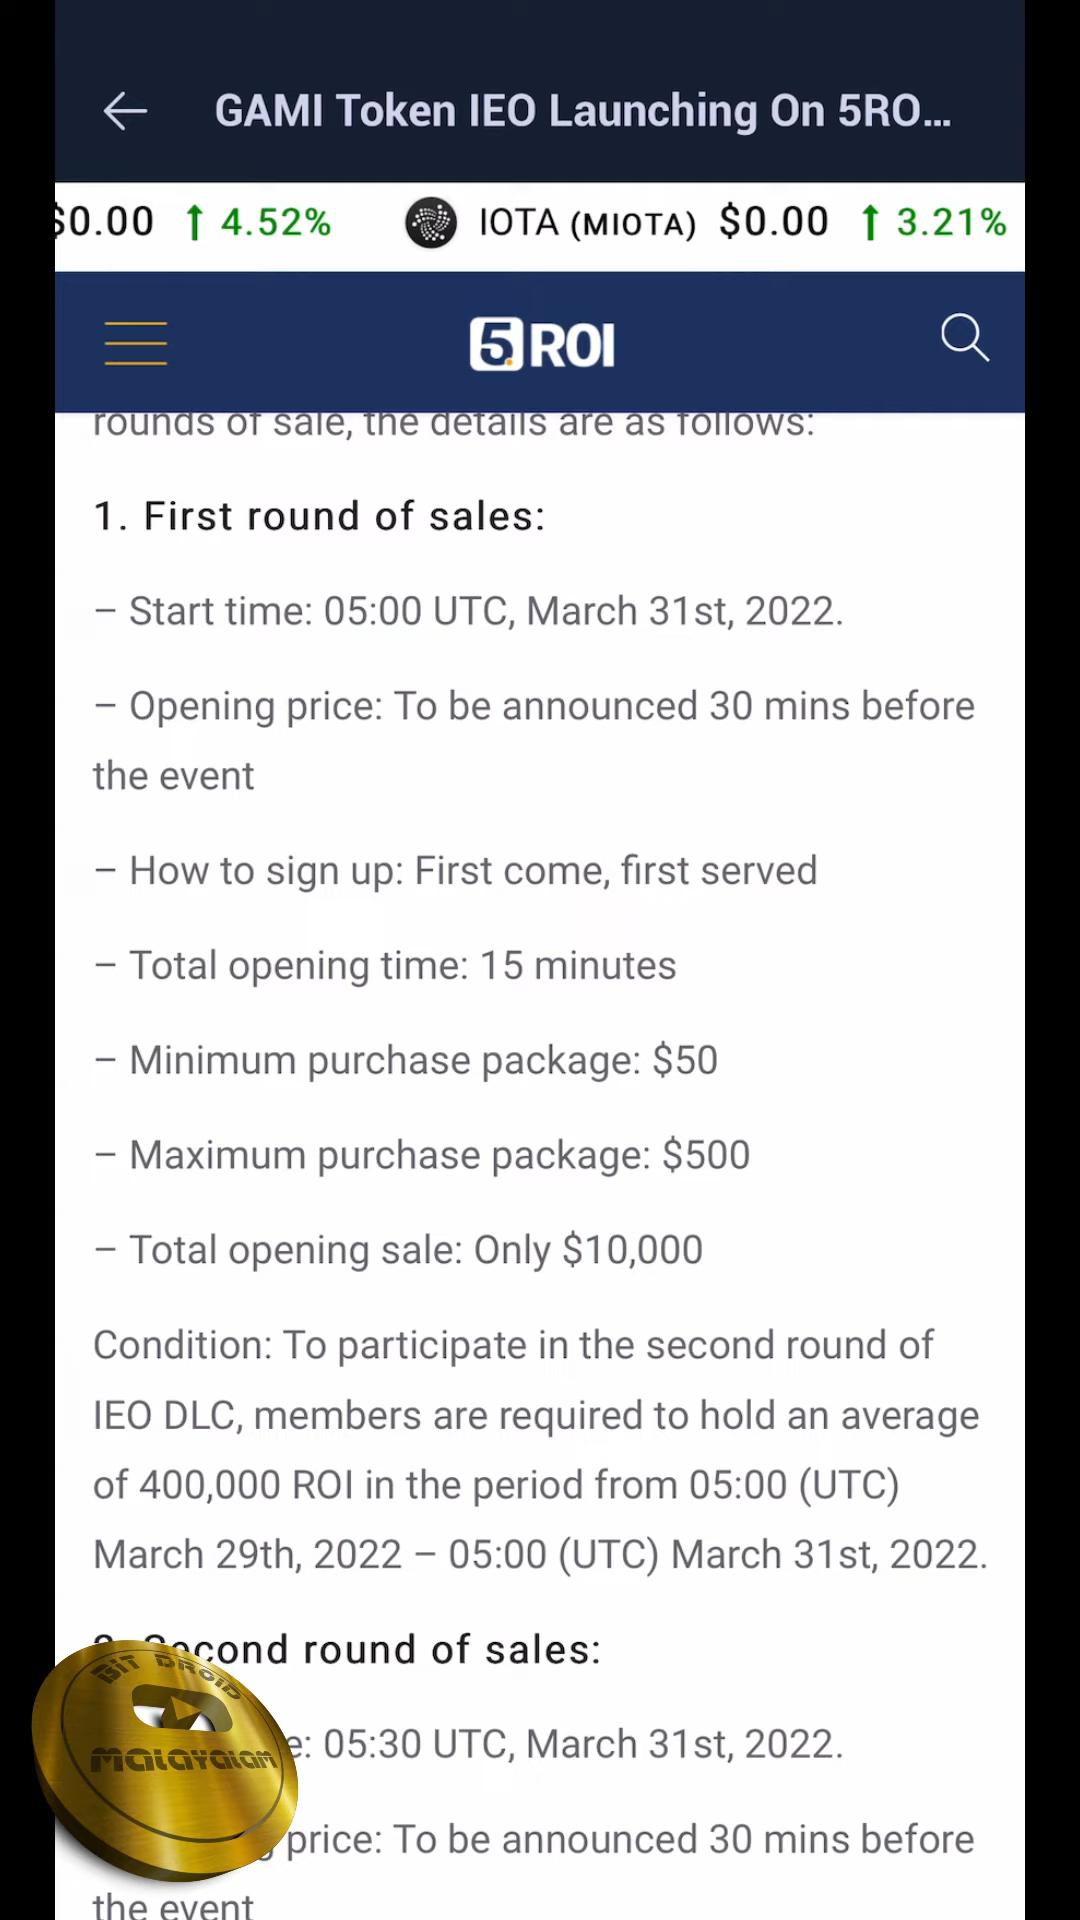 GAMI Token IEO Launching On 5RO...
$0.00 ↑ 4.52% IOTA (MIOTA) $0.00 ↑ 3.21%
5ROI
rounds of sale, the details are as follows:
1. First round of sales:
– Start time: 05:00 UTC, March 31st, 2022.
– Opening price: To be announced 30 mins before
the event
– How to sign up: First come, first served
– Total opening time: 15 minutes
– Minimum purchase package: $50
– Maximum purchase package: $500
– Total opening sale: Only $10,000
Condition: To participate in the second round of
IEO DLC, members are required to hold an average
of 400,000 ROI in the period from 05:00 (UTC)
March 29th, 2022 – 05:00 (UTC) March 31st, 2022.
2. Second round of sales:
BIT DROID
MALAYALAM
e: 05:30 UTC, March 31st, 2022.
price: To be announced 30 mins before
the event